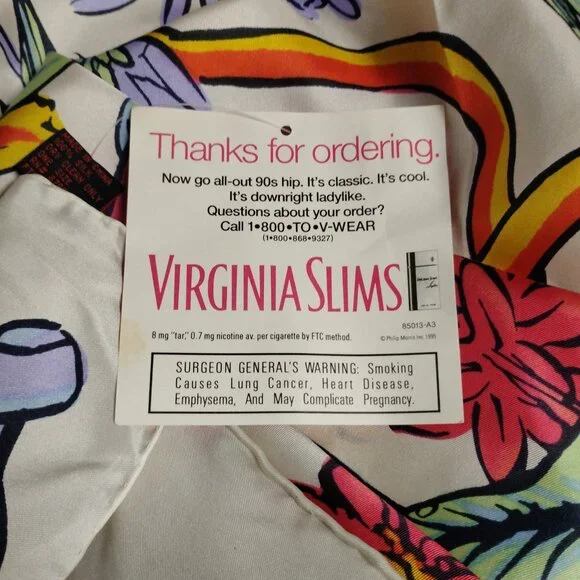 Thanks for ordering.
Now go all-out 90s hip. It's classic. It's cool.
It's downright ladylike.
Questions about your order?
Call 1•800•TO•V-WEAR
(1•800•868•9327)
VIRGINIA SLIMS
85013-A3
8 mg "tar," 0.7 mg nicotine av. per cigarette by FTC method.
© Philip Morris Inc. 1995
SURGEON GENERAL'S WARNING: Smoking
Causes Lung Cancer, Heart Disease,
Emphysema, And May Complicate Pregnancy.
ONLY